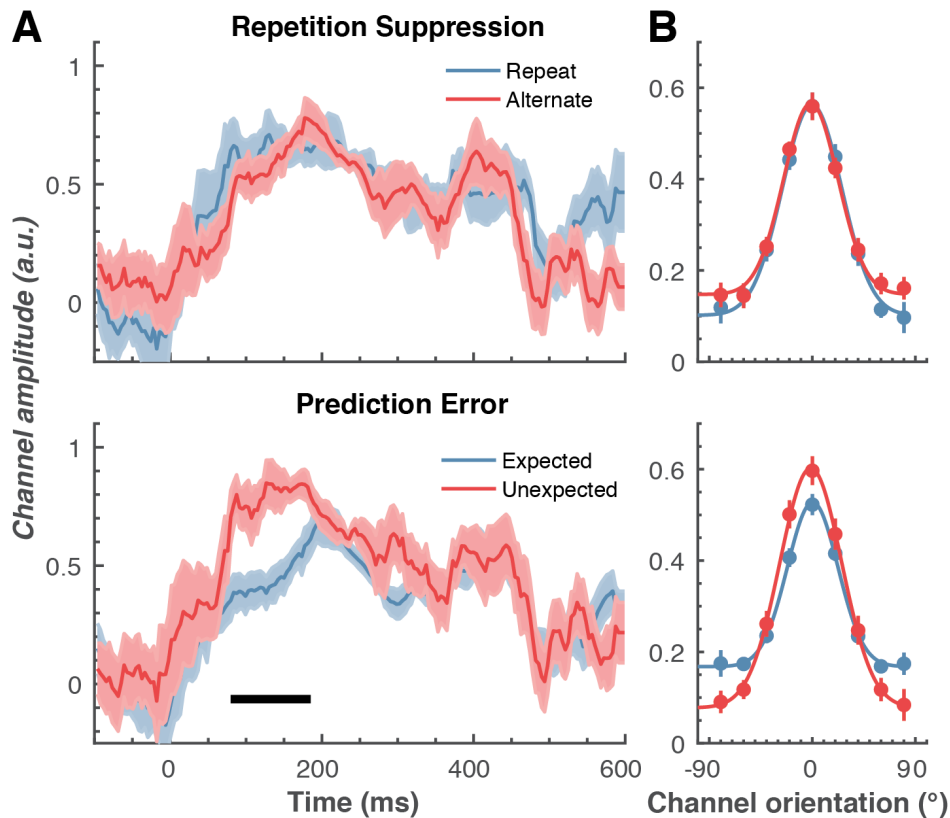 A
Repetition Suppression
B
Repeat
Alternate
1
0.5
0
0.6
0.4
0.2
0
Channel amplitude (a.u.)
Prediction Error
Expected
Unexpected
1
0.5
0
0.6
0.4
0.2
0
0
200
400
600
-90
0
90
Time (ms)
Channel orientation (°)